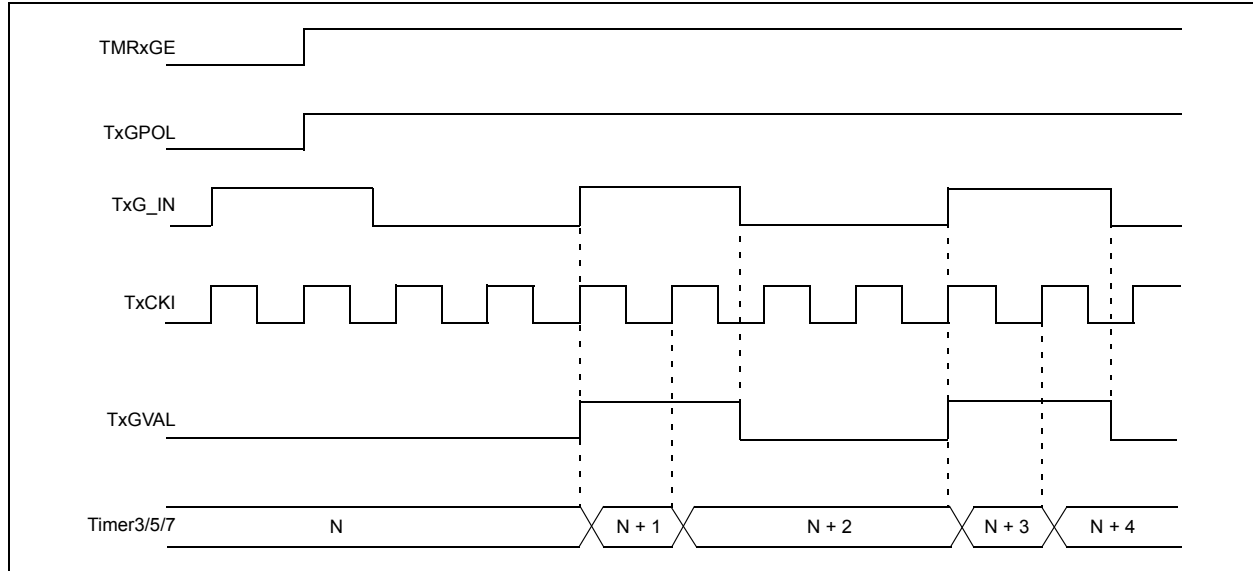 TMRxGE
TxGPOL
TxG_IN
TxCKI
TxGVAL
Timer3/5/7 N N + 1 N + 2 N + 3 N + 4